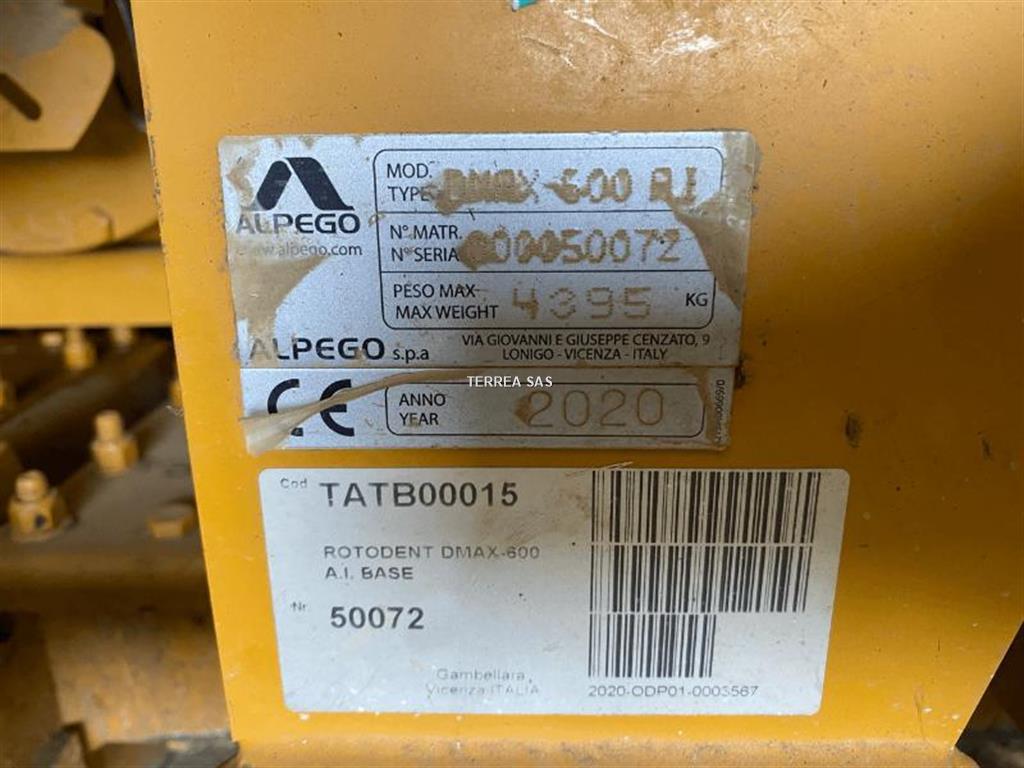 ALPEGO
www.alpego.com
MOD.
TYPE DMAX-600 AI
N° MATR.
N° SERIAL 000050072
PESO MAX
MAX WEIGHT 4395 KG
ALPEGO s.p.a
VIA GIOVANNI E GIUSEPPE CENZATO, 9
LONIGO - VICENZA - ITALY
TERREA SAS
CE
ANNO
YEAR 2020
Cod TATB00015
ROTODENT DMAX-600
A.I. BASE
Nr 50072
Gambellara
Vicenza ITALIA
2020-ODP01-0003567